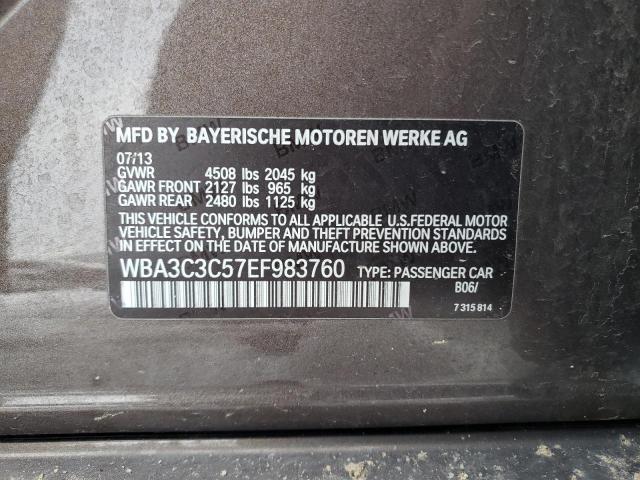 MFD BY BAYERISCHE MOTOREN WERKE AG
07/13
GVWR 4508 lbs 2045 kg
GAWR FRONT 2127 lbs 965 kg
GAWR REAR 2480 lbs 1125 kg
THIS VEHICLE CONFORMS TO ALL APPLICABLE U.S.FEDERAL MOTOR
VEHICLE SAFETY, BUMPER AND THEFT PREVENTION STANDARDS
IN EFFECT ON THE DATE OF MANUFACTURE SHOWN ABOVE.
WBA3C3C57EF983760 TYPE: PASSENGER CAR
B06/
7 315 814